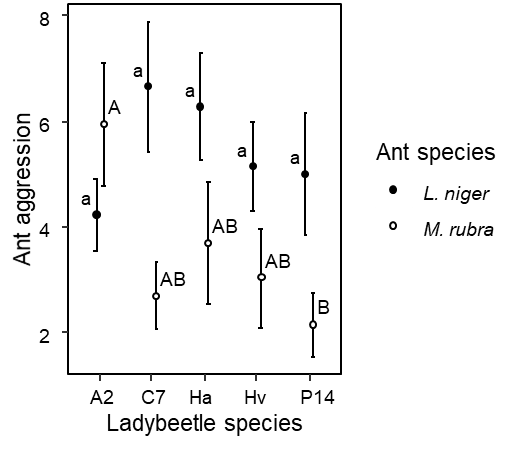 8
6
4
2
Ant aggression
a
A
a
AB
a
AB
a
AB
a
B
A2 C7 Ha Hv P14
Ladybeetle species
Ant species
L. niger
M. rubra